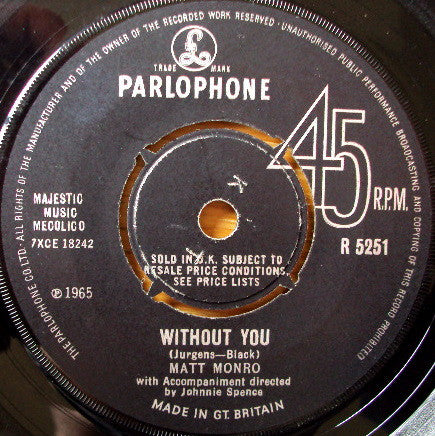 ALL RIGHTS OF THE MANUFACTURER AND OF THE OWNER OF THE RECORDED WORK RESERVED · UNAUTHORISED PUBLIC PERFORMANCE BROADCASTING AND COPYING OF THIS RECORD PROHIBITED
THE PARLOPHONE CO. LTD.
TRADE MARK
PARLOPHONE
45
R.P.M.
R 5251
MAJESTIC
MUSIC
MECOLICO
7XCE 18242
℗ 1965
SOLD IN U.K. SUBJECT TO
RESALE PRICE CONDITIONS,
SEE PRICE LISTS
WITHOUT YOU
(Jurgens—Black)
MATT MONRO
with Accompaniment directed
by Johnnie Spence
MADE IN GT. BRITAIN